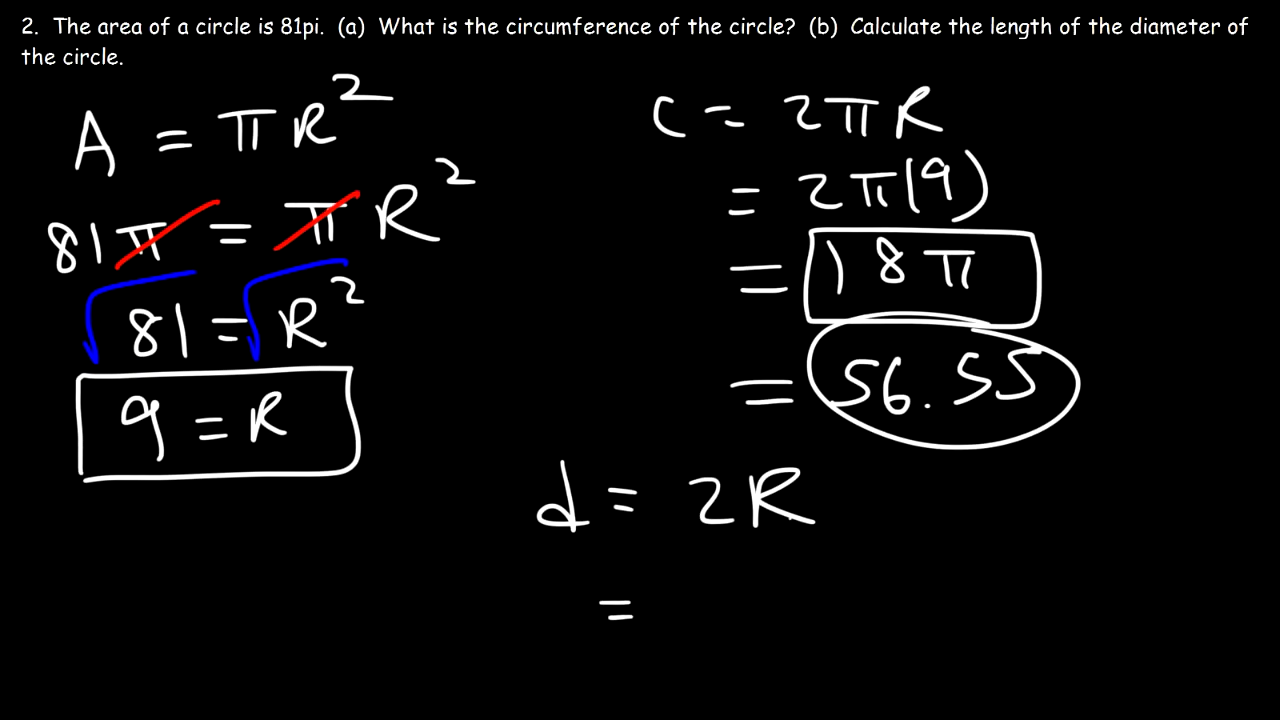 2. The area of a circle is 81pi. (a) What is the circumference of the circle? (b) Calculate the length of the diameter of
the circle.
A = πR²
81π = πR²
81 = R²
9 = R
C = 2πR
= 2π(9)
= 18π
= 56.55
d = 2R
=